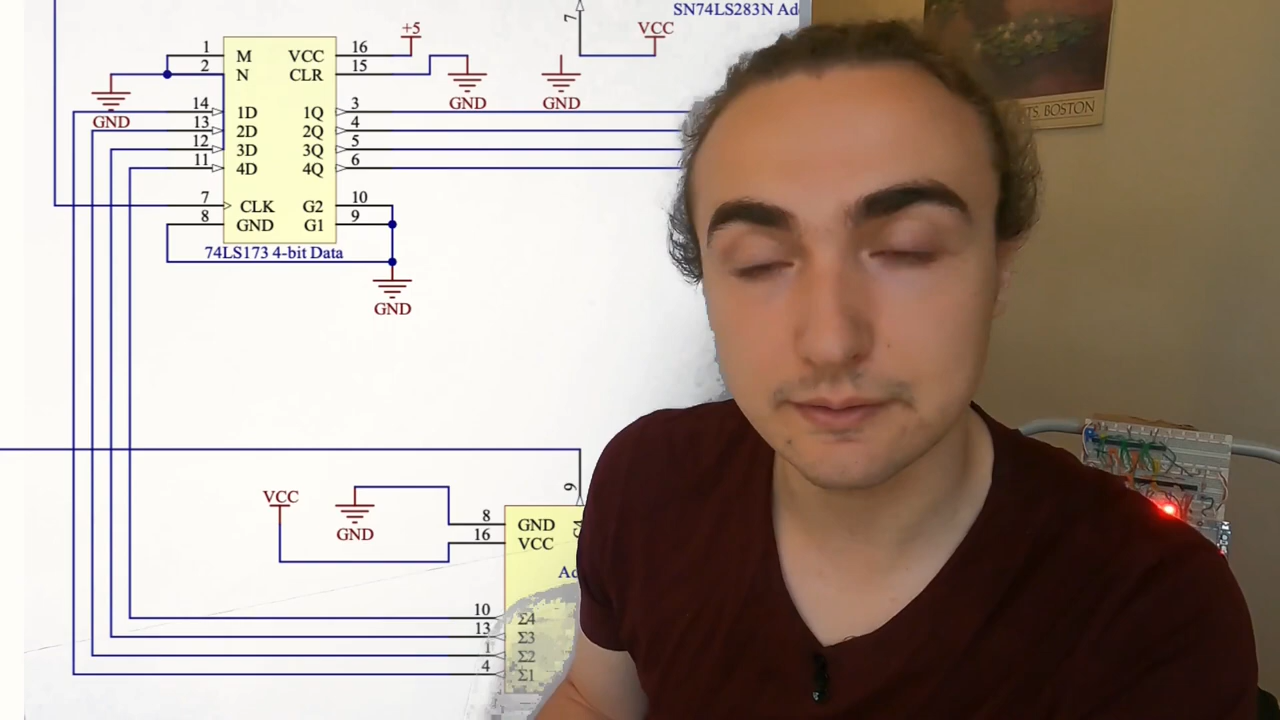 SN74LS283N
7
VCC
+5
1 M VCC 16
2 N CLR 15
GND
GND
GND
14 1D 1Q 3
13 2D 2Q 4
12 3D 3Q 5
11 4D 4Q 6
7 CLK G2 10
8 GND G1 9
74LS173 4-bit Data
GND
BOSTON
9
VCC
GND
8 GND
16 VCC
10 Σ4
13 Σ3
1 Σ2
4 Σ1